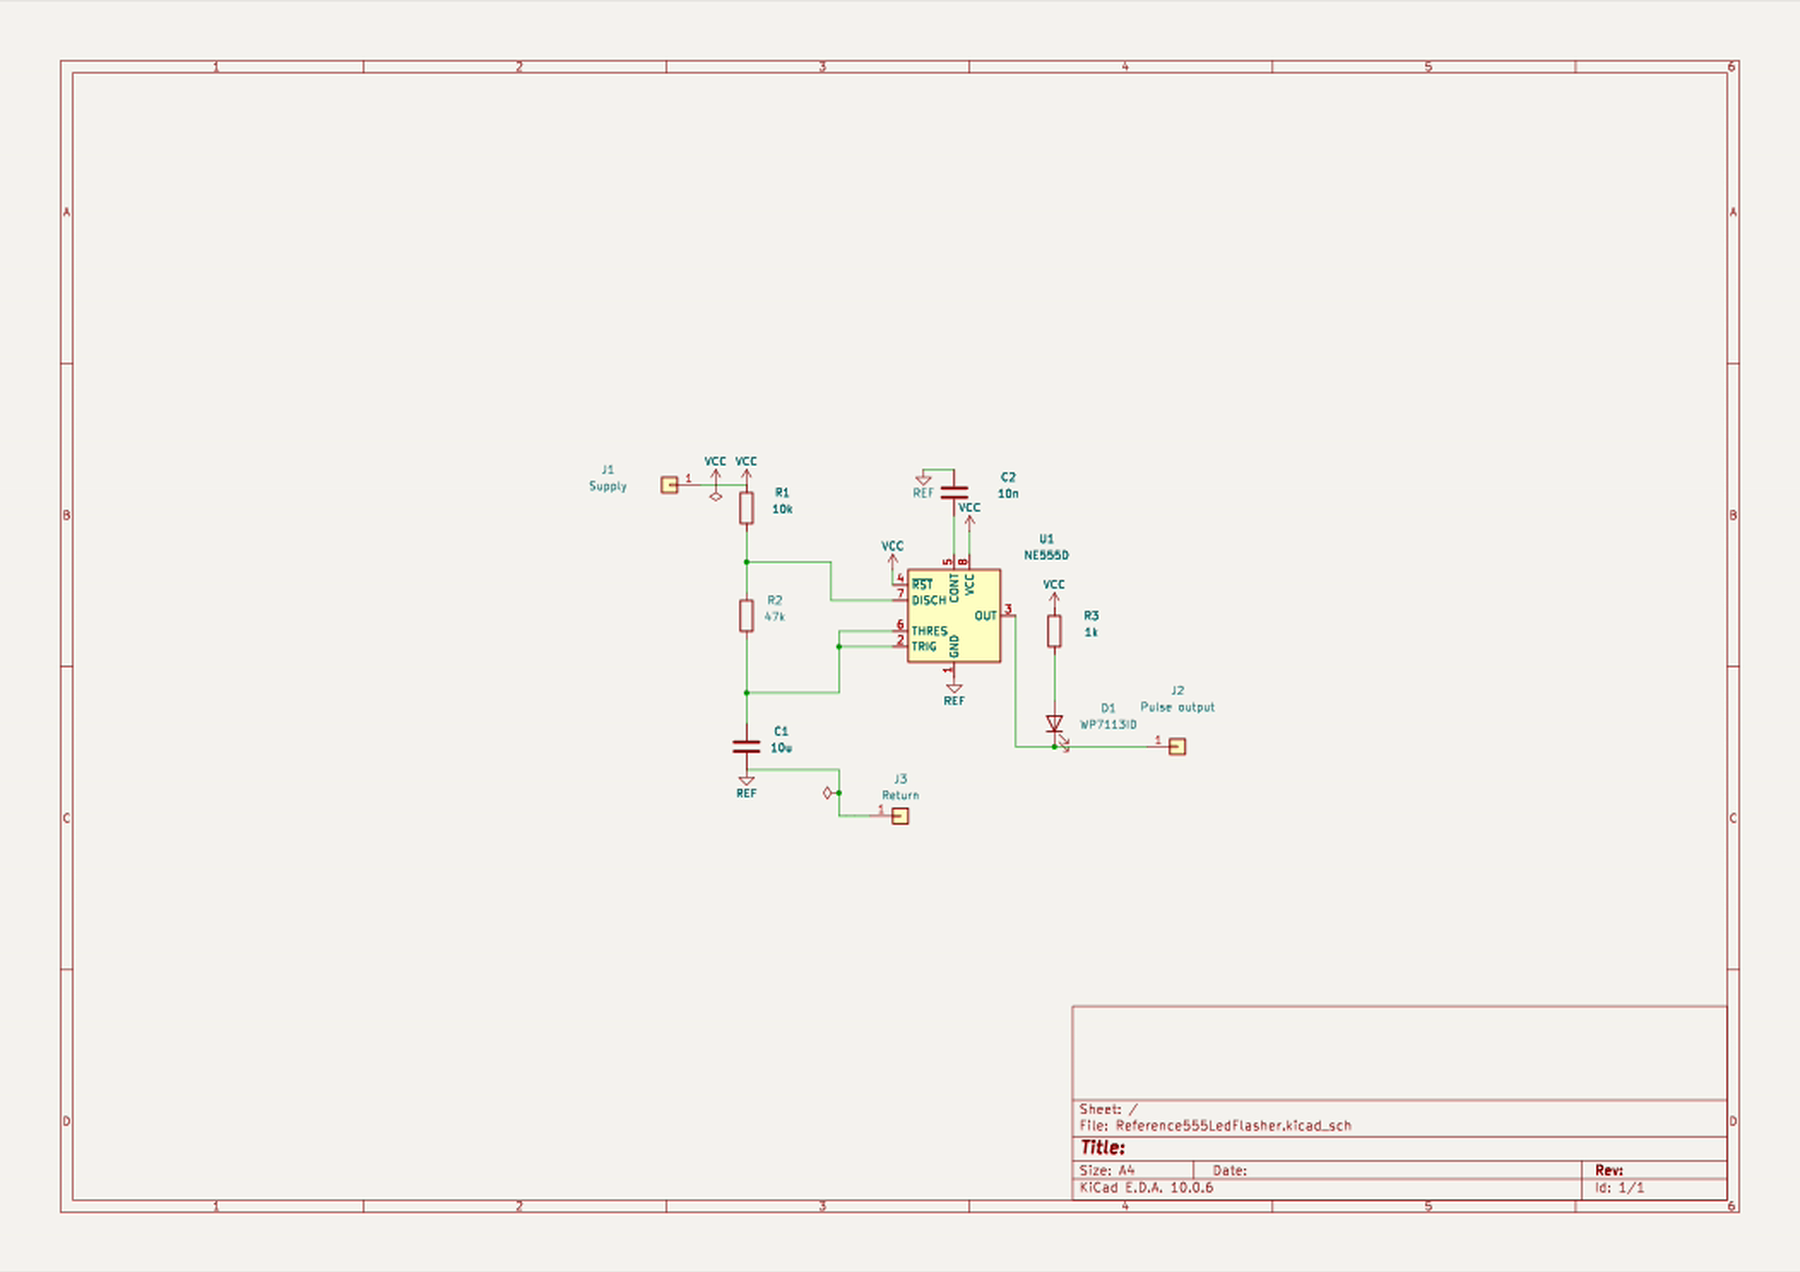 1 2 3 4 5 6
A A
B B
C C
D D
J1
Supply
1
VCC VCC
R1
10k
R2
47k
C1
10u
REF
J3
Return
1
REF
C2
10n
VCC
VCC
U1
NE555D
4 RST
7 DISCH
6 THRES
2 TRIG
5 CONT
8 VCC
OUT 3
GND 1
REF
VCC
R3
1k
D1
WP7113ID
J2
Pulse output
1
Sheet: /
File: Reference555LedFlasher.kicad_sch
Title:
Size: A4 Date: Rev:
KiCad E.D.A. 10.0.6 Id: 1/1
1 2 3 4 5 6